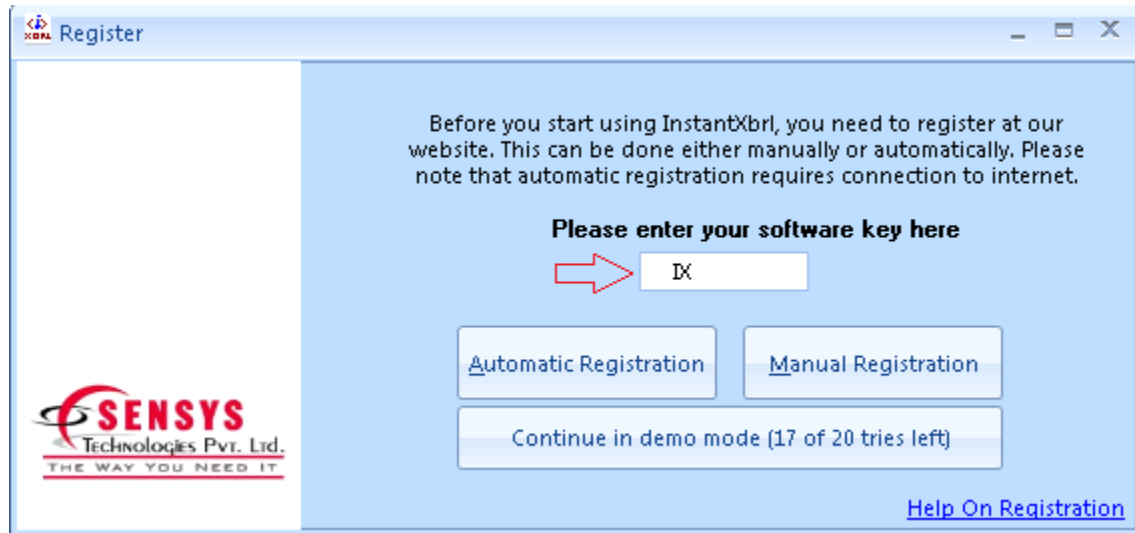 XBRL Register
Before you start using InstantXbrl, you need to register at our
website. This can be done either manually or automatically. Please
note that automatic registration requires connection to internet.
Please enter your software key here
IX
Automatic Registration
Manual Registration
SENSYS
Technologies Pvt. Ltd.
THE WAY YOU NEED IT
Continue in demo mode (17 of 20 tries left)
Help On Registration